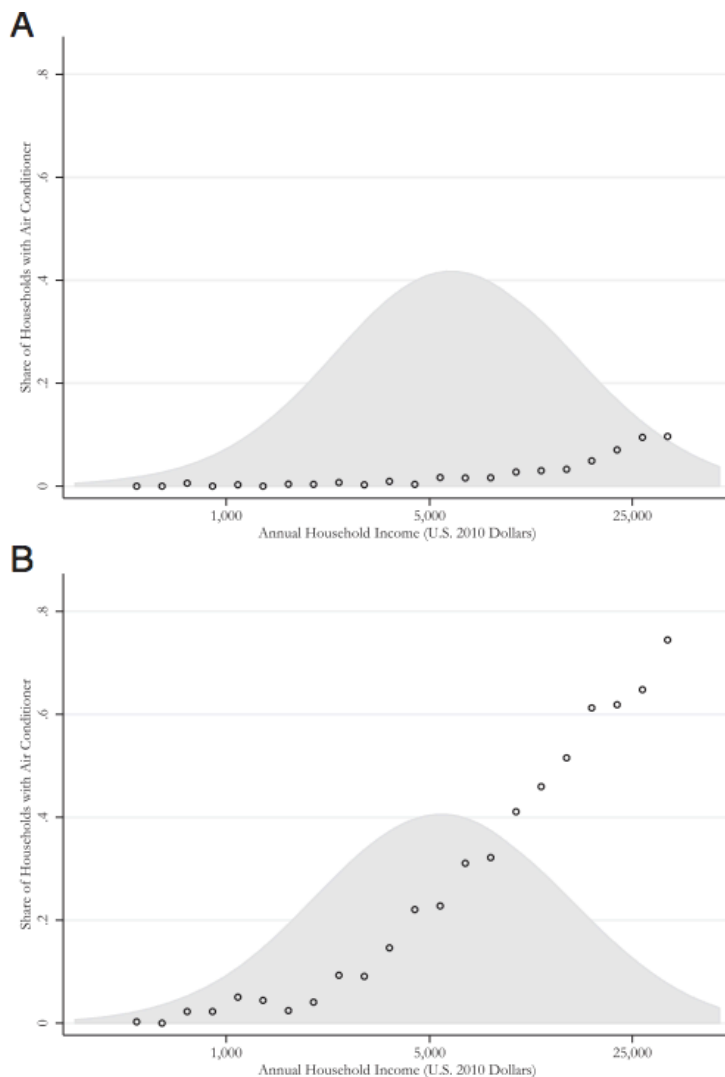 A
.8
.6
.4
.2
0
Share of Households with Air Conditioner
1,000
5,000
25,000
Annual Household Income (U.S. 2010 Dollars)
B
.8
.6
.4
.2
0
Share of Households with Air Conditioner
1,000
5,000
25,000
Annual Household Income (U.S. 2010 Dollars)